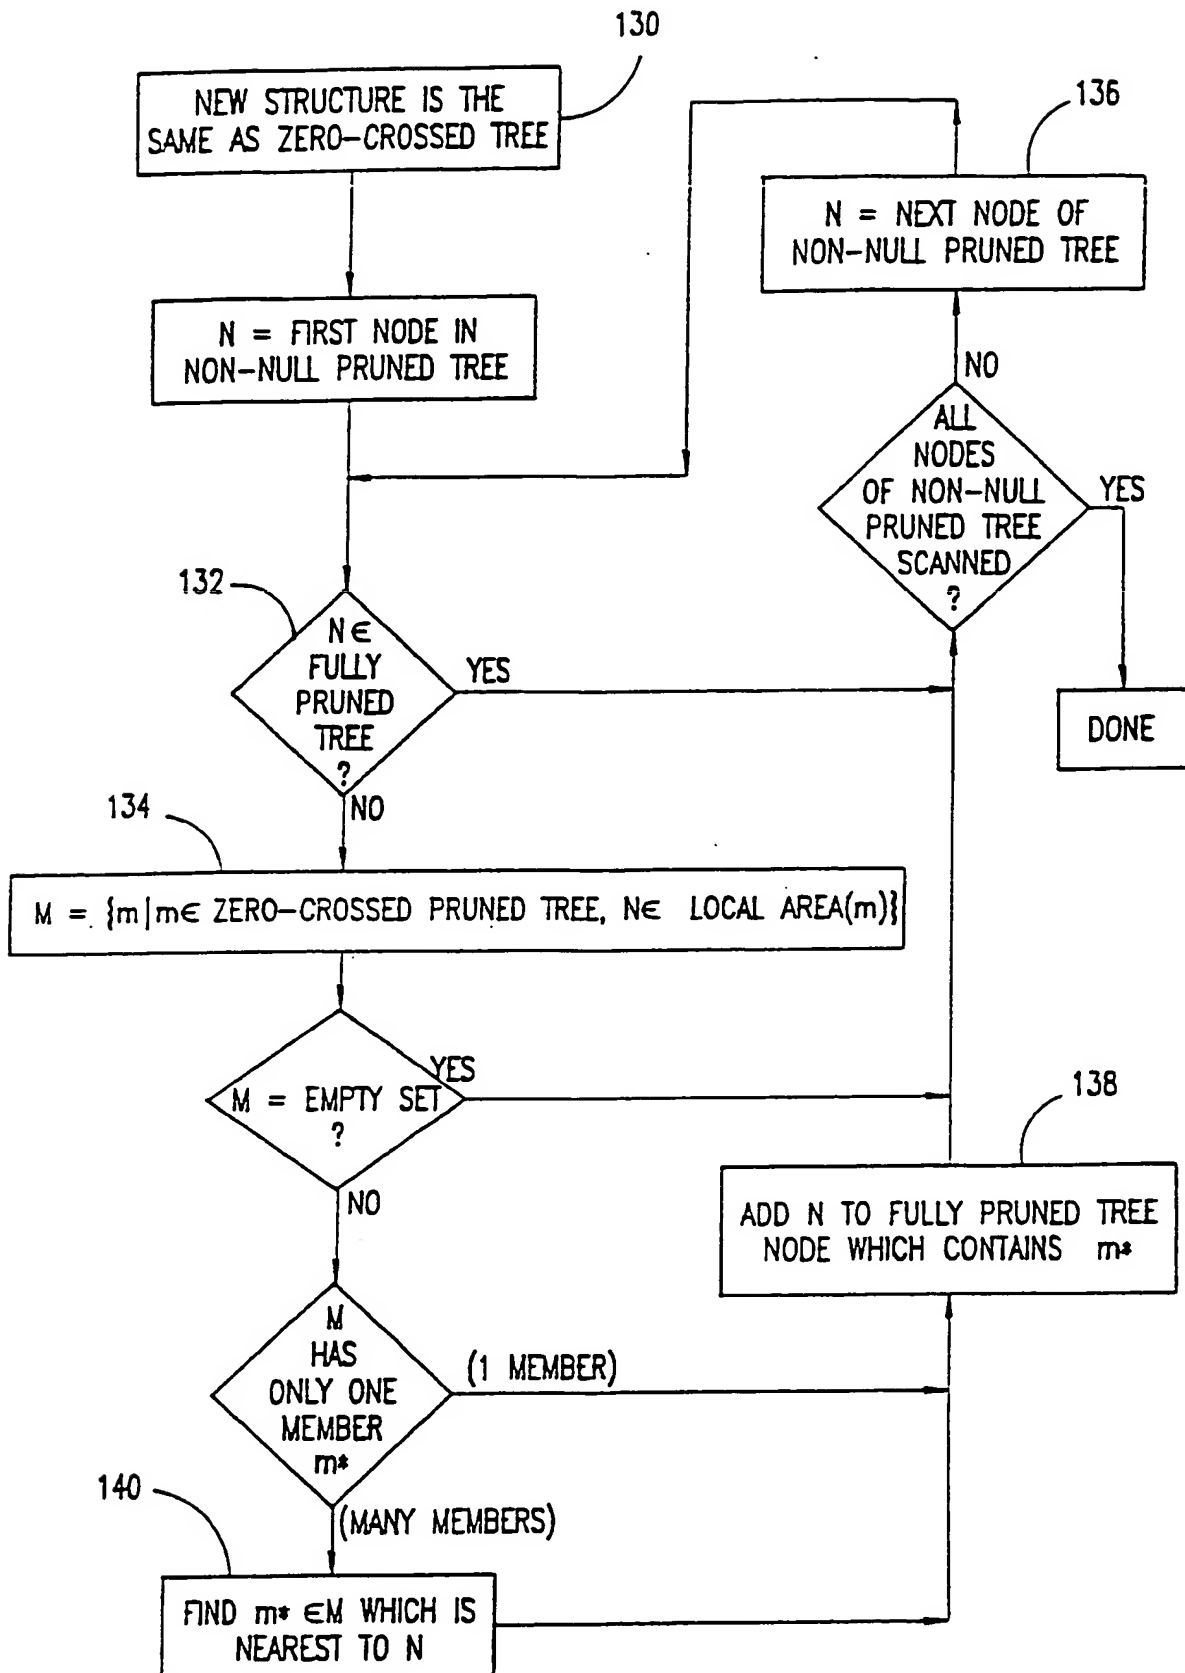 130
NEW STRUCTURE IS THE
SAME AS ZERO-CROSSED TREE
136
N = NEXT NODE OF
NON-NULL PRUNED TREE
N = FIRST NODE IN
NON-NULL PRUNED TREE
NO
ALL
NODES
OF NON-NULL
PRUNED TREE
SCANNED
?
YES
DONE
132
N∈
FULLY
PRUNED
TREE
?
YES
NO
134
M = {m|m∈ ZERO-CROSSED PRUNED TREE, N∈ LOCAL AREA(m)}
M = EMPTY SET
?
YES
NO
138
ADD N TO FULLY PRUNED TREE
NODE WHICH CONTAINS m*
M
HAS
ONLY ONE
MEMBER
m*
(1 MEMBER)
(MANY MEMBERS)
140
FIND m* ∈M WHICH IS
NEAREST TO N